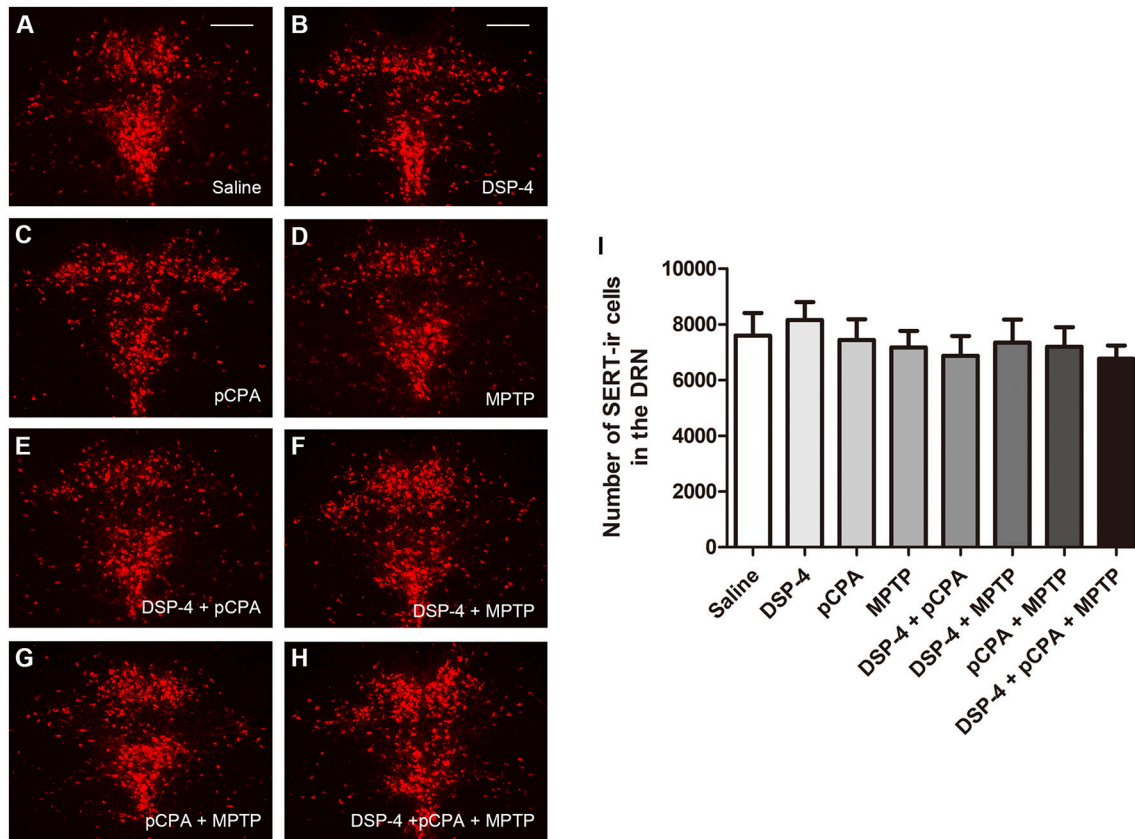 A
Saline
B
DSP-4
C
pCPA
D
MPTP
E
DSP-4 + pCPA
F
DSP-4 + MPTP
G
pCPA + MPTP
H
DSP-4 +pCPA + MPTP
I
Number of SERT-ir cells
in the DRN
10000
8000
6000
4000
2000
0
Saline
DSP-4
pCPA
MPTP
DSP-4 + pCPA
DSP-4 + MPTP
pCPA + MPTP
DSP-4 + pCPA + MPTP